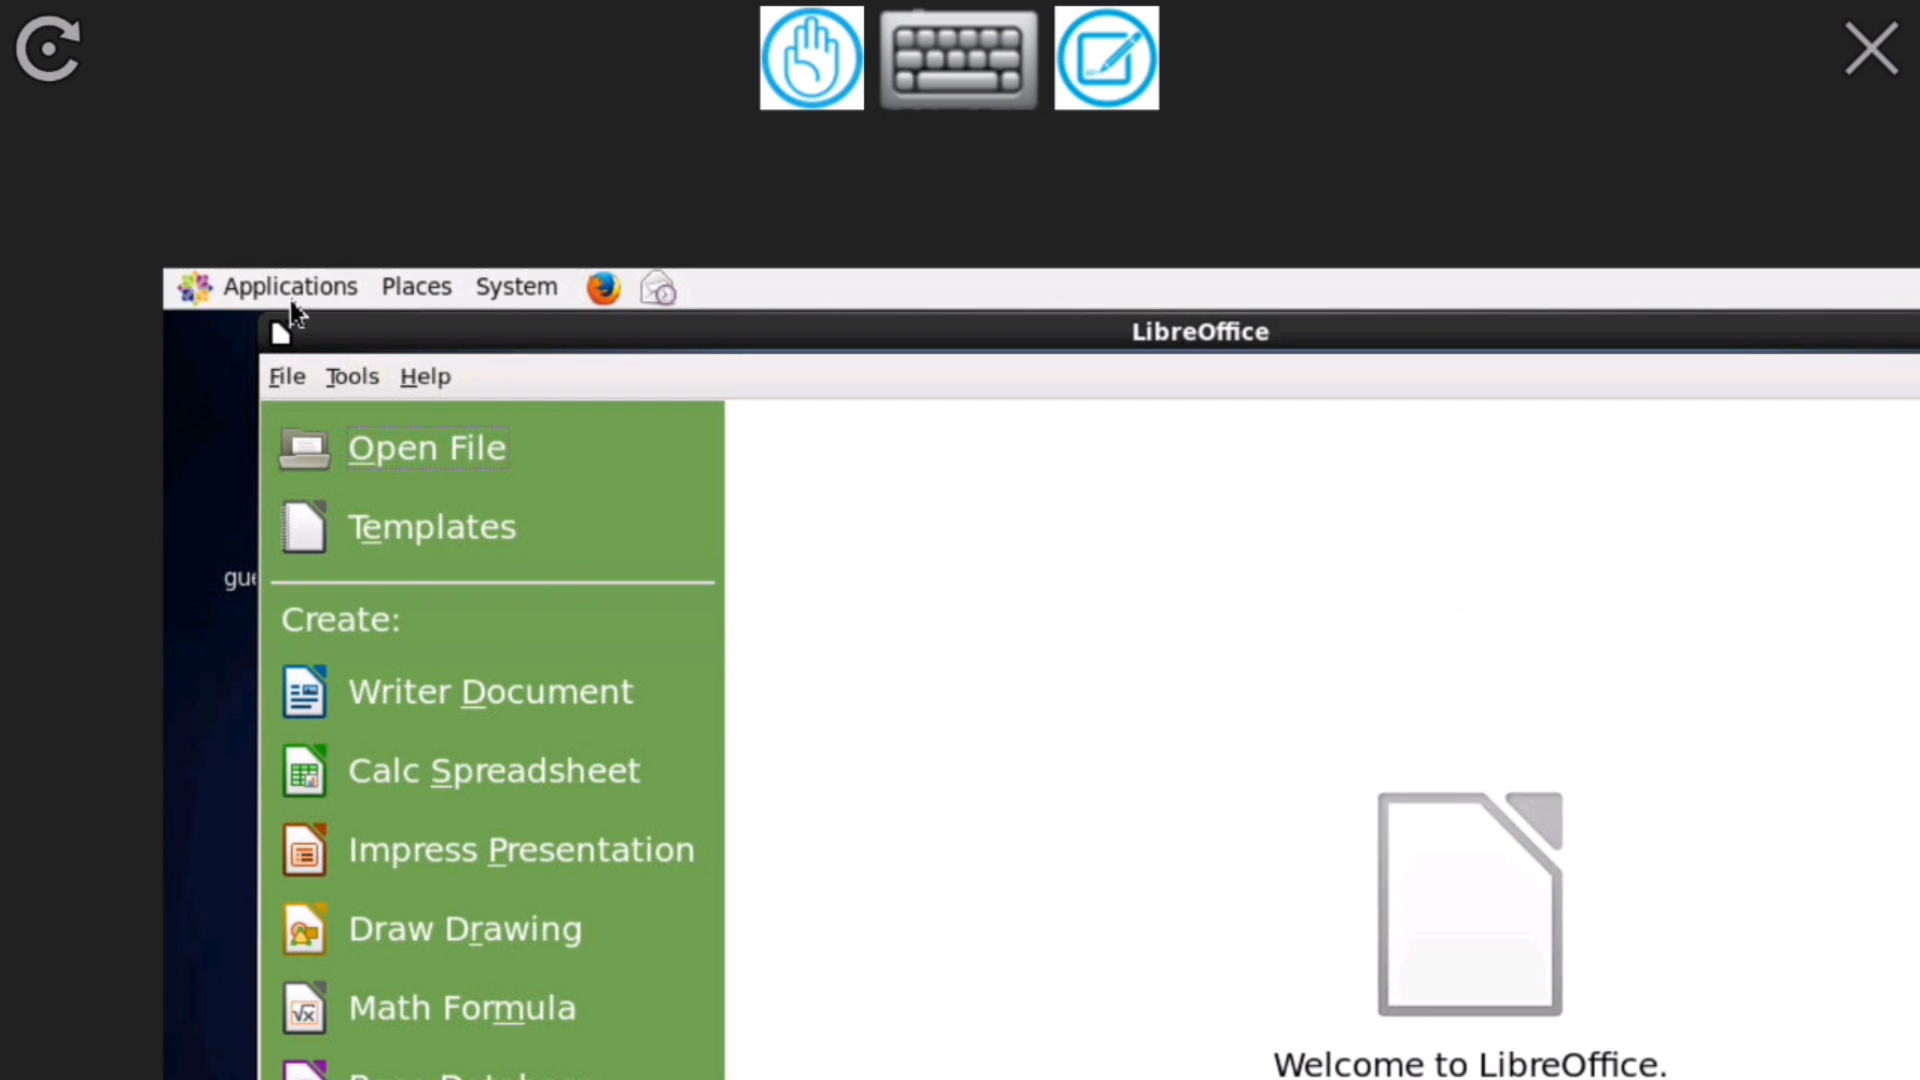 Applications Places System
LibreOffice
File Tools Help
Open File
Templates
Create:
Writer Document
Calc Spreadsheet
Impress Presentation
Draw Drawing
Math Formula
Welcome to LibreOffice.